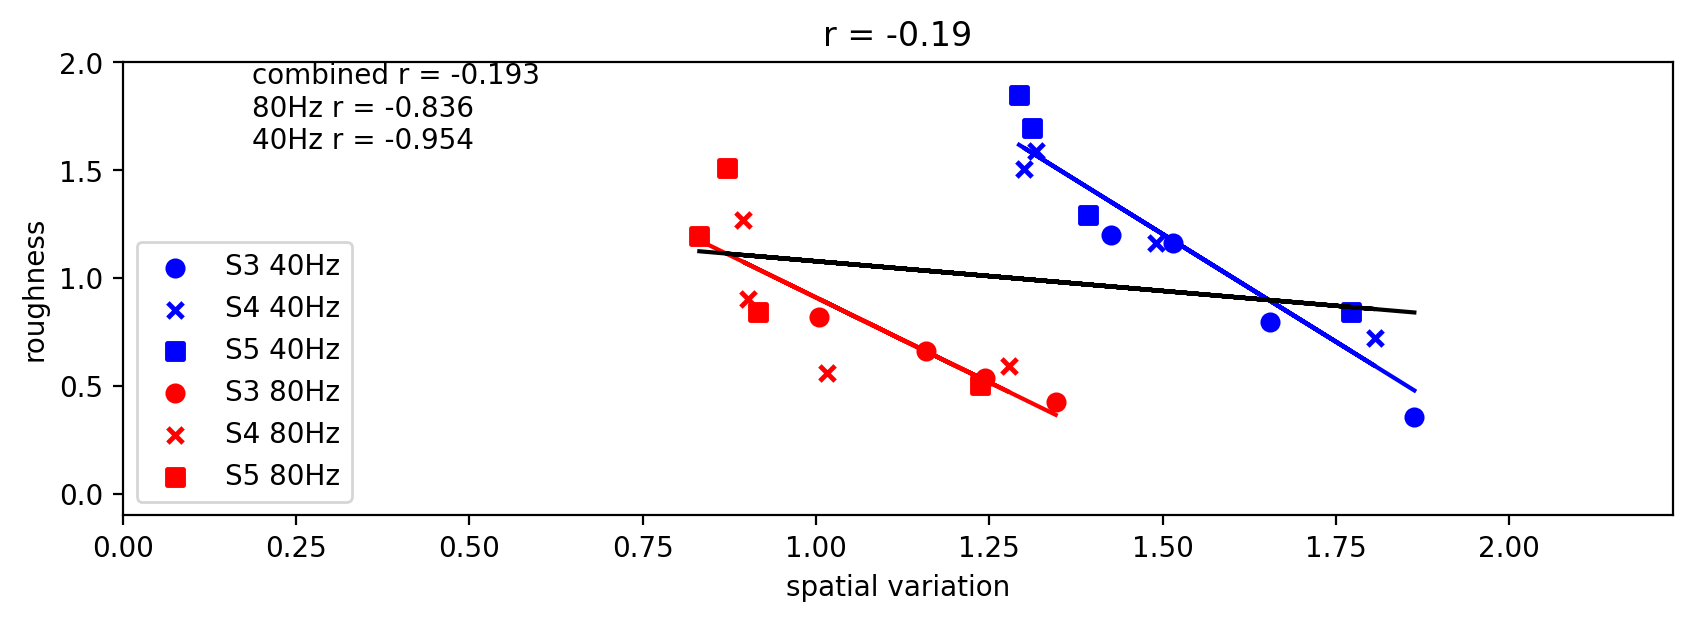 r = -0.19
combined r = -0.193
80Hz r = -0.836
40Hz r = -0.954
roughness
2.0
1.5
1.0
0.5
0.0
S3 40Hz
S4 40Hz
S5 40Hz
S3 80Hz
S4 80Hz
S5 80Hz
0.00 0.25 0.50 0.75 1.00 1.25 1.50 1.75 2.00
spatial variation